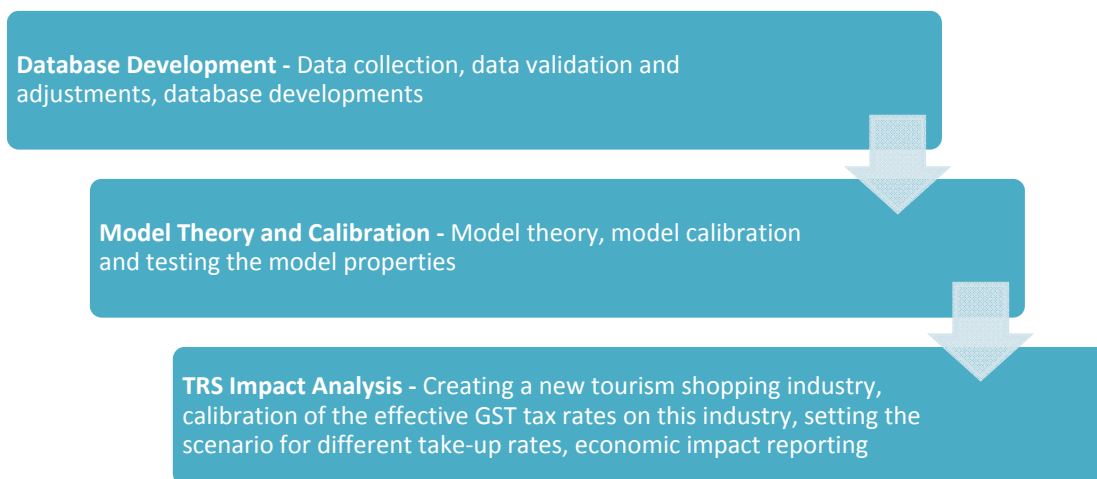 Database Development - Data collection, data validation and
adjustments, database developments
Model Theory and Calibration - Model theory, model calibration
and testing the model properties
TRS Impact Analysis - Creating a new tourism shopping industry,
calibration of the effective GST tax rates on this industry, setting the
scenario for different take-up rates, economic impact reporting